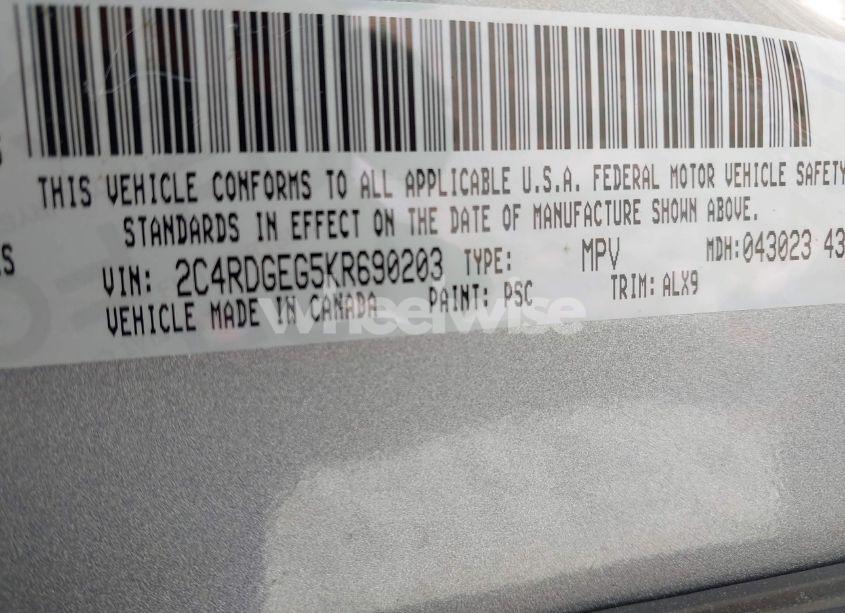 THIS VEHICLE CONFORMS TO ALL APPLICABLE U.S.A. FEDERAL MOTOR VEHICLE SAFETY
STANDARDS IN EFFECT ON THE DATE OF MANUFACTURE SHOWN ABOVE.
VIN: 2C4RDGEG5KR690203 TYPE: MPV MDH:043023 43
VEHICLE MADE IN CANADA PAINT: PSC TRIM: ALX9
wheelwise